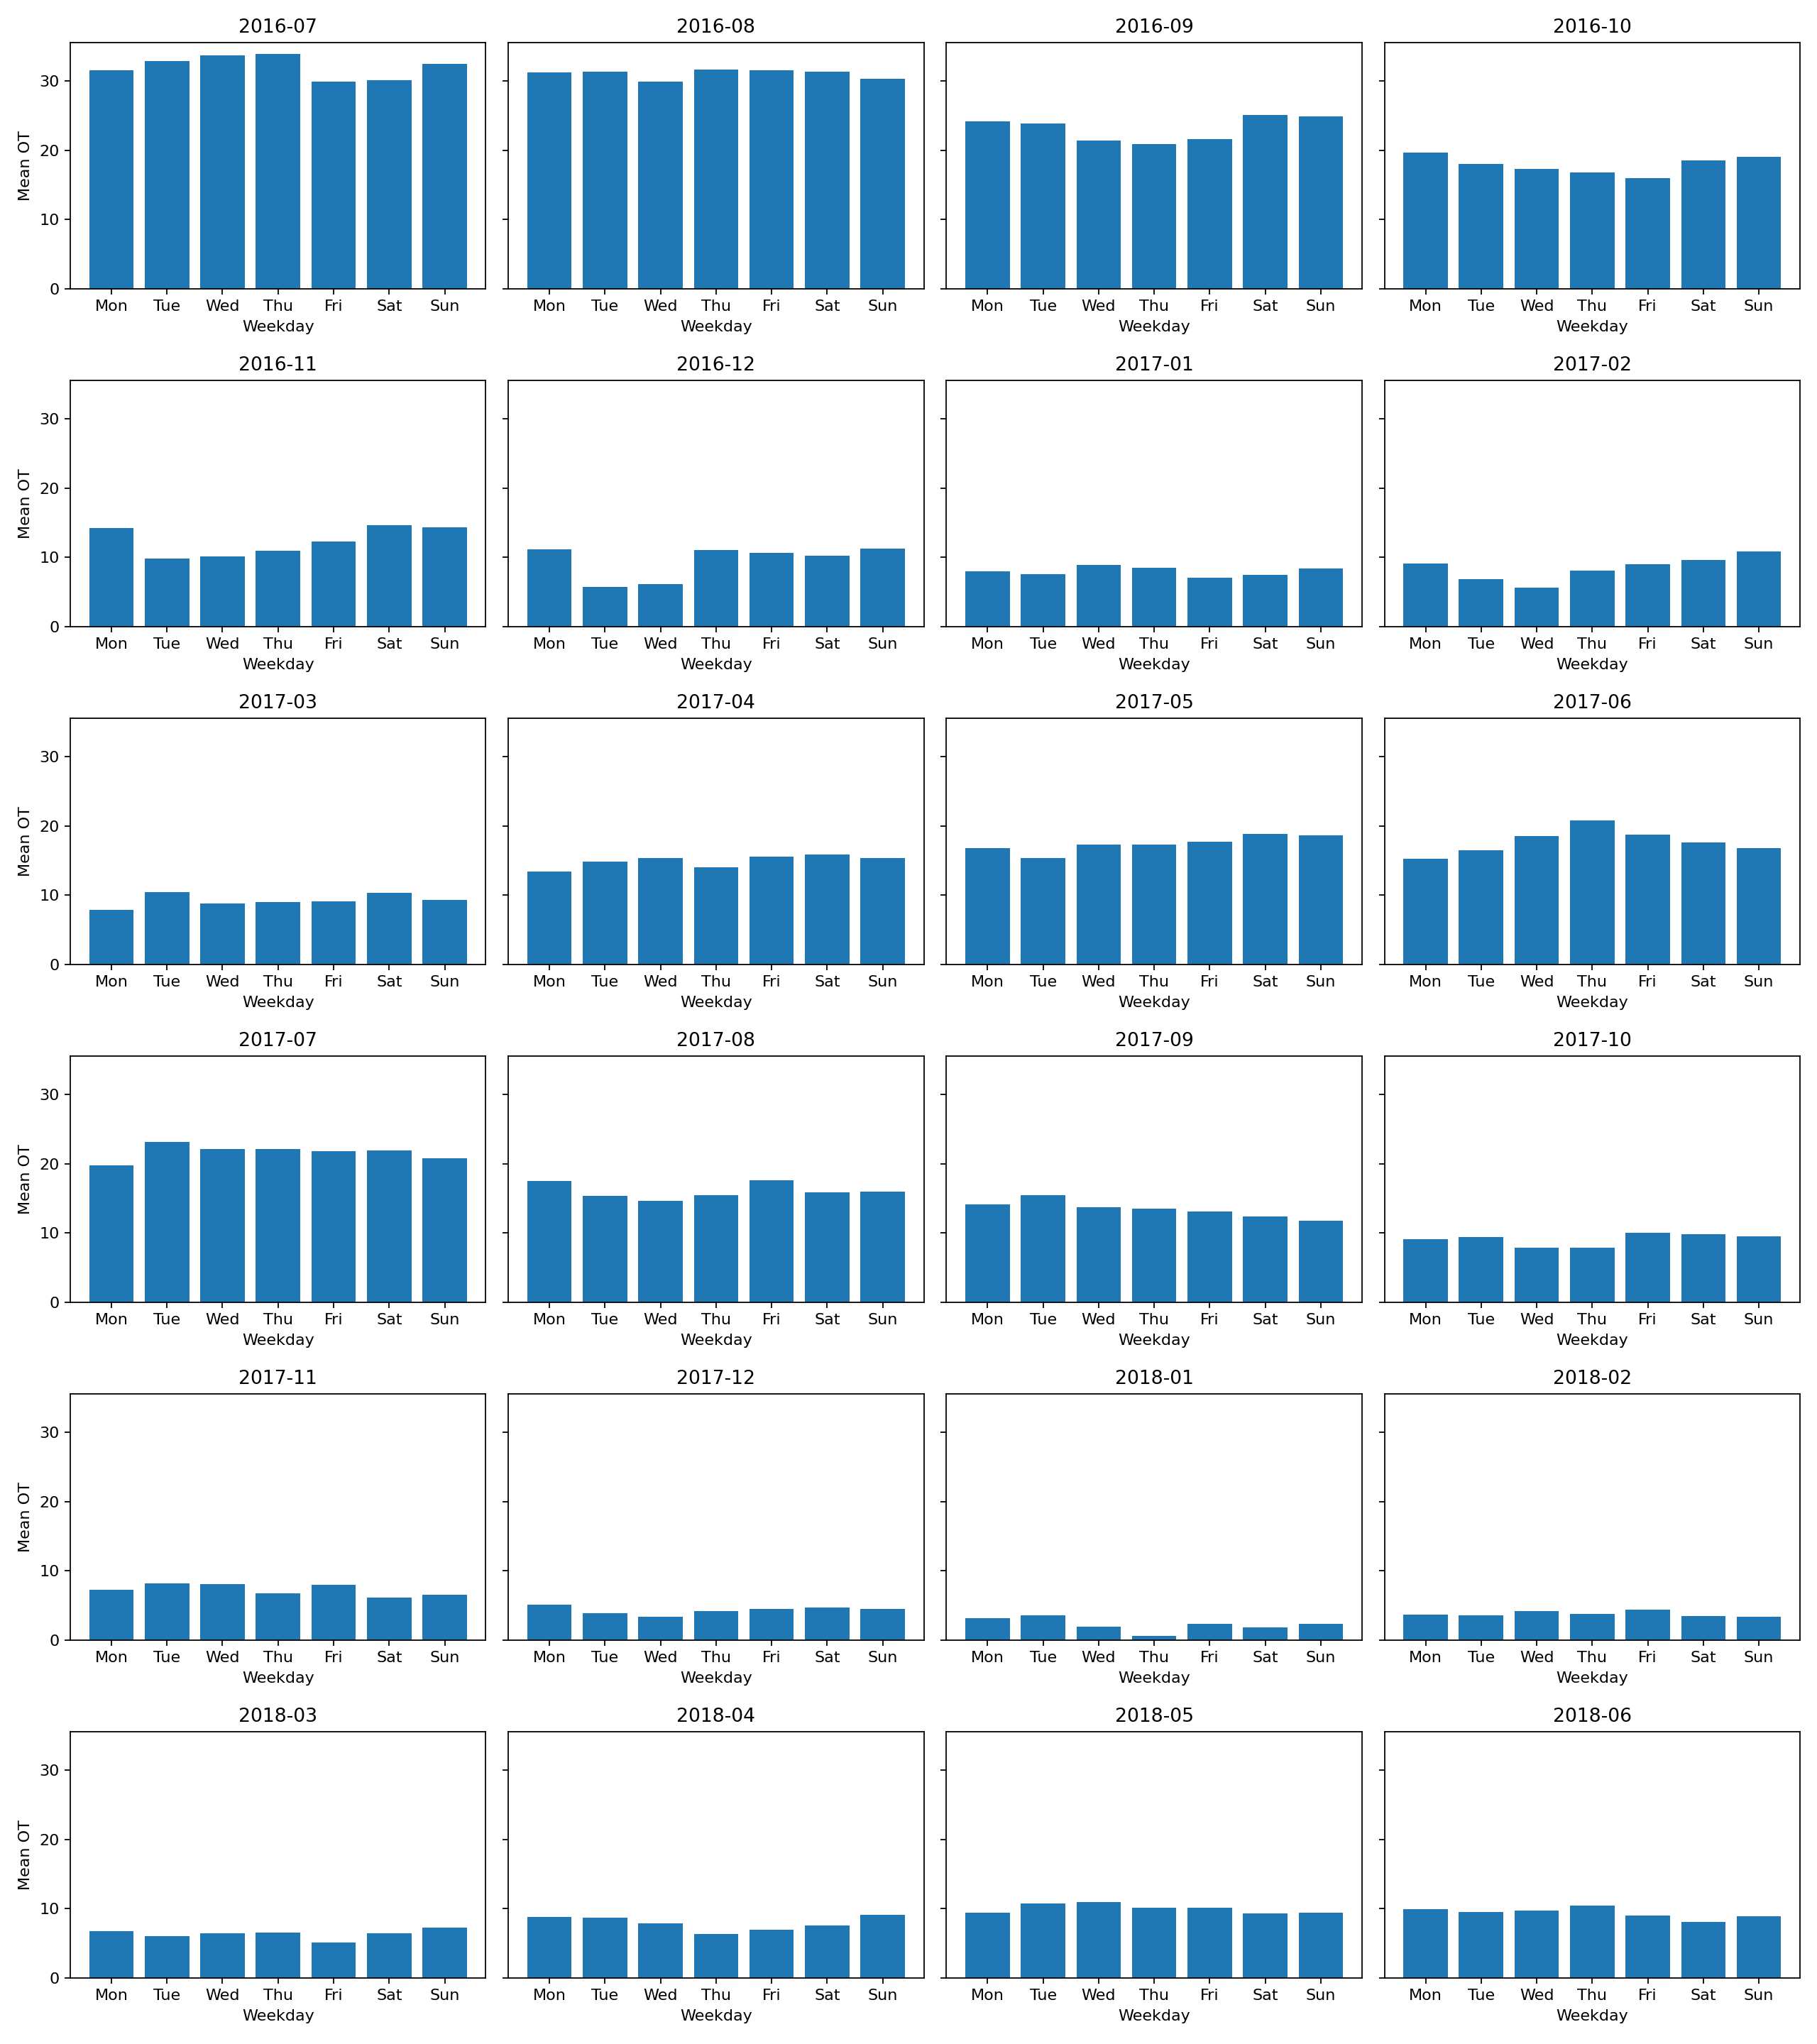 2016-07 2016-08 2016-09 2016-10
30
20
10
0
Mean OT
Mon Tue Wed Thu Fri Sat Sun Mon Tue Wed Thu Fri Sat Sun Mon Tue Wed Thu Fri Sat Sun Mon Tue Wed Thu Fri Sat Sun
Weekday Weekday Weekday Weekday
2016-11 2016-12 2017-01 2017-02
30
20
10
0
Mean OT
Mon Tue Wed Thu Fri Sat Sun Mon Tue Wed Thu Fri Sat Sun Mon Tue Wed Thu Fri Sat Sun Mon Tue Wed Thu Fri Sat Sun
Weekday Weekday Weekday Weekday
2017-03 2017-04 2017-05 2017-06
30
20
10
0
Mean OT
Mon Tue Wed Thu Fri Sat Sun Mon Tue Wed Thu Fri Sat Sun Mon Tue Wed Thu Fri Sat Sun Mon Tue Wed Thu Fri Sat Sun
Weekday Weekday Weekday Weekday
2017-07 2017-08 2017-09 2017-10
30
20
10
0
Mean OT
Mon Tue Wed Thu Fri Sat Sun Mon Tue Wed Thu Fri Sat Sun Mon Tue Wed Thu Fri Sat Sun Mon Tue Wed Thu Fri Sat Sun
Weekday Weekday Weekday Weekday
2017-11 2017-12 2018-01 2018-02
30
20
10
0
Mean OT
Mon Tue Wed Thu Fri Sat Sun Mon Tue Wed Thu Fri Sat Sun Mon Tue Wed Thu Fri Sat Sun Mon Tue Wed Thu Fri Sat Sun
Weekday Weekday Weekday Weekday
2018-03 2018-04 2018-05 2018-06
30
20
10
0
Mean OT
Mon Tue Wed Thu Fri Sat Sun Mon Tue Wed Thu Fri Sat Sun Mon Tue Wed Thu Fri Sat Sun Mon Tue Wed Thu Fri Sat Sun
Weekday Weekday Weekday Weekday